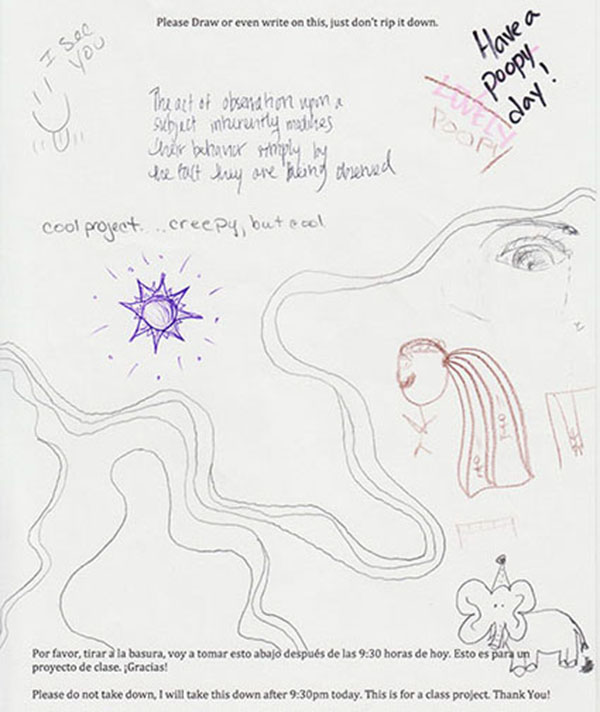 Please Draw or even write on this, just don't rip it down.
I see
you
Have a
poopy
day!
LOVELY
POOPY
The act of observation upon a
subject inherently modifies
their behavior simply by
the fact they are being observed
cool project... creepy, but cool
Por favor, tirar a la basura, voy a tomar esto abajo después de las 9:30 horas de hoy. Esto es para un
proyecto de clase. ¡Gracias!
Please do not take down, I will take this down after 9:30pm today. This is for a class project. Thank You!